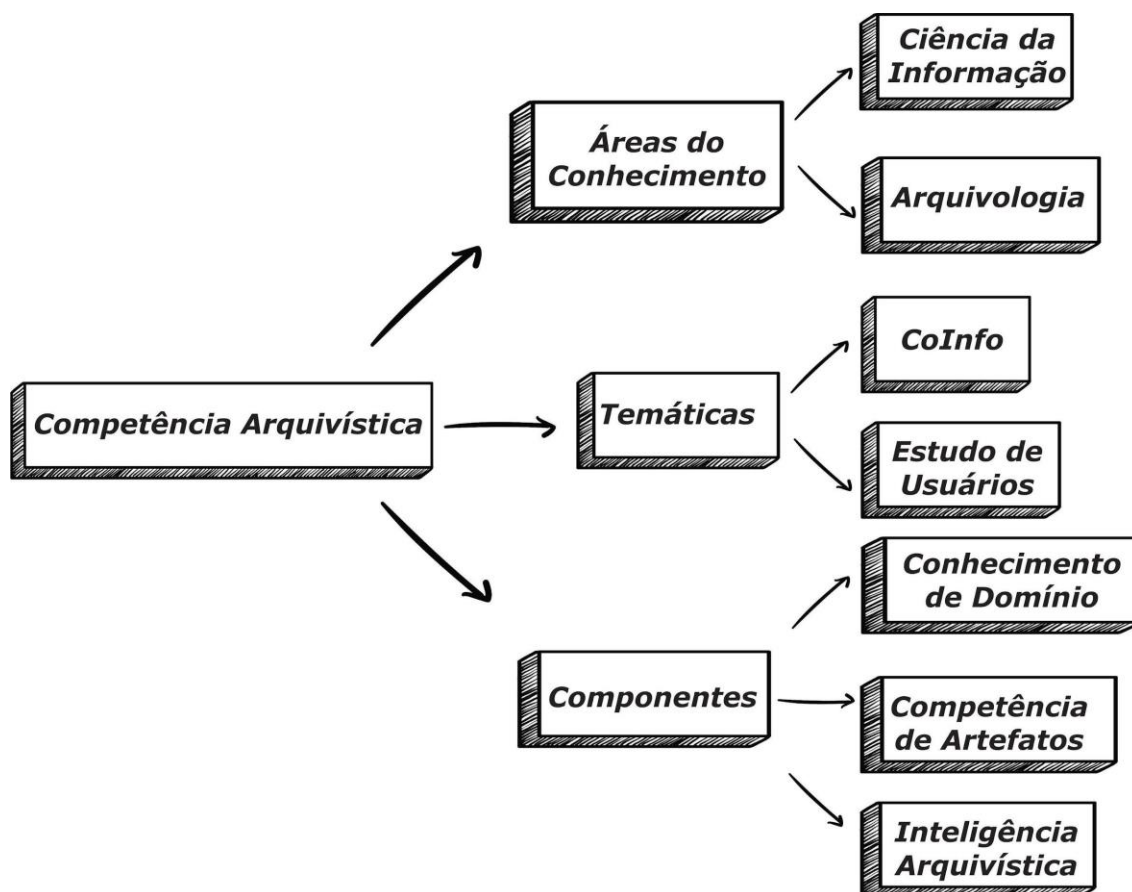 Ciência da
Informação
Áreas do
Conhecimento
Arquivologia
CoInfo
Competência Arquivística
Temáticas
Estudo de
Usuários
Conhecimento
de Domínio
Componentes
Competência
de Artefatos
Inteligência
Arquivística